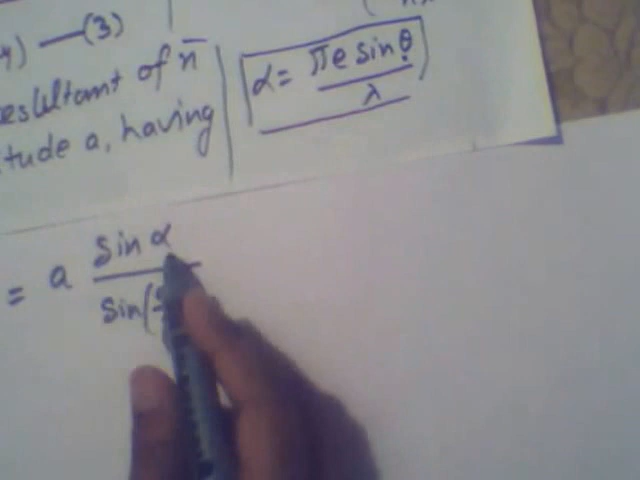 4) —(3)
esultant of n̄
tude a, having
α = πe sinθ
λ
= a sin α
sin(